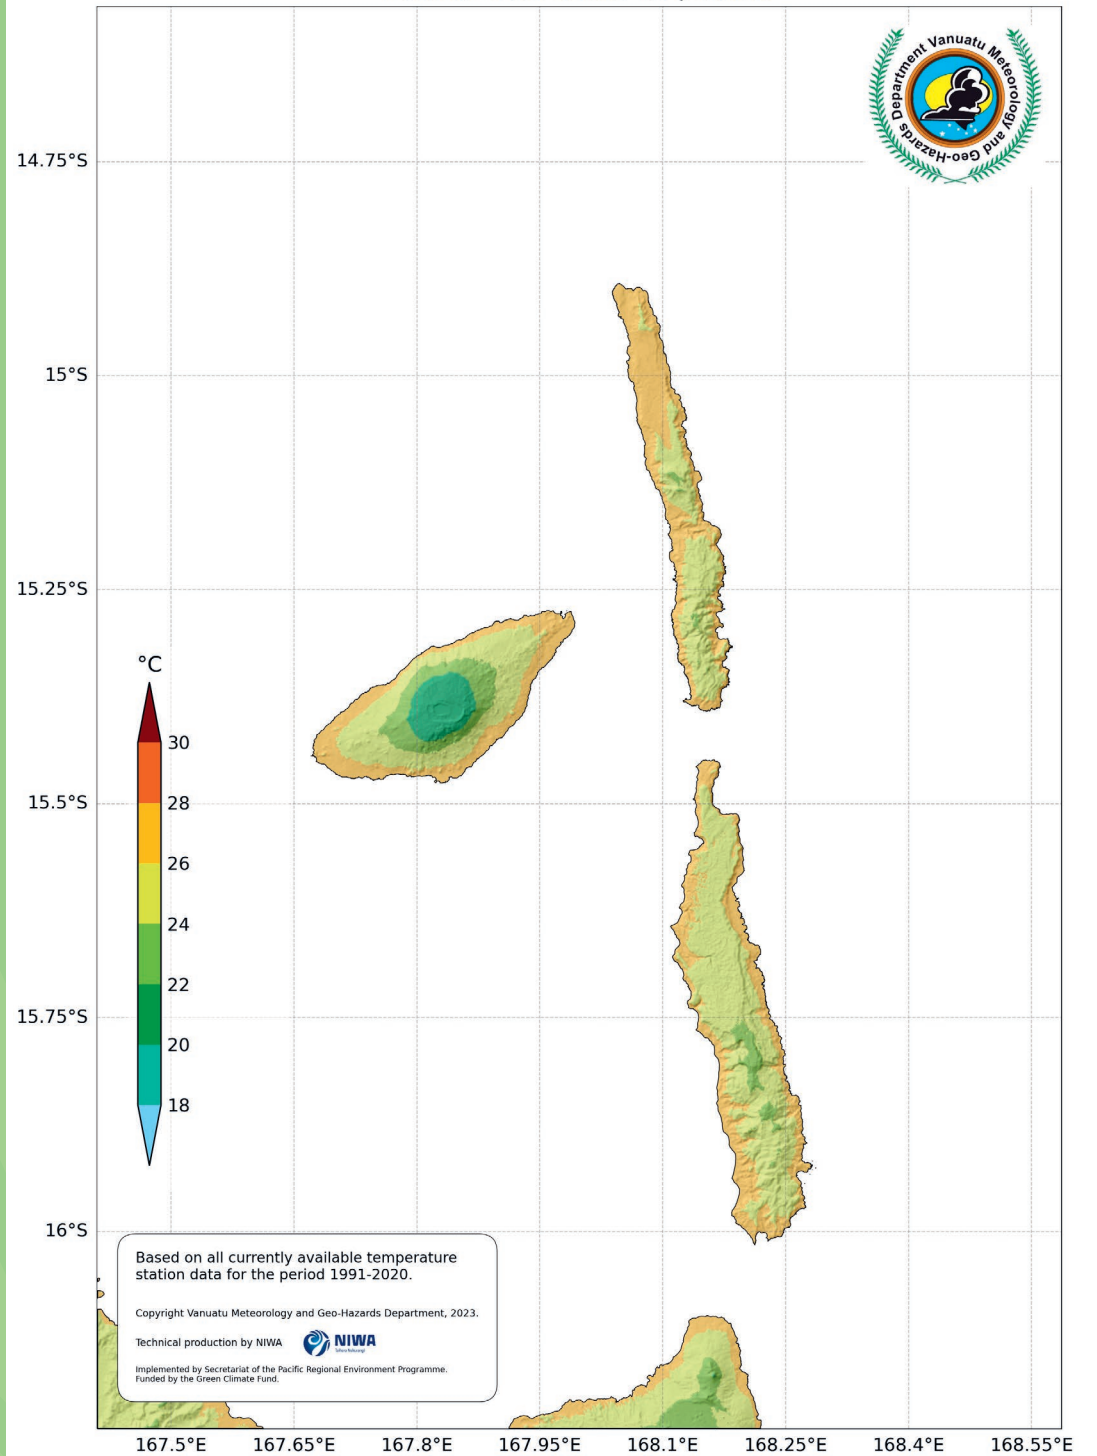 Vanuatu Meteorology and Geo-Hazards Department
14.75°S
15°S
15.25°S
15.5°S
15.75°S
16°S
°C
30
28
26
24
22
20
18
Based on all currently available temperature
station data for the period 1991-2020.
Copyright Vanuatu Meteorology and Geo-Hazards Department, 2023.
Technical production by NIWA
NIWA
Taihoro Nukurangi
Implemented by Secretariat of the Pacific Regional Environment Programme.
Funded by the Green Climate Fund.
167.5°E 167.65°E 167.8°E 167.95°E 168.1°E 168.25°E 168.4°E 168.55°E